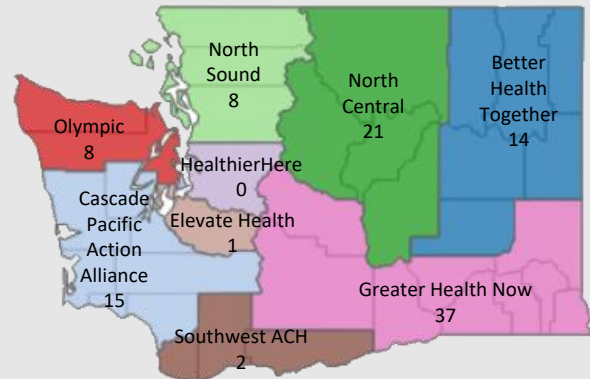 North
Sound
8
North
Central
21
Better
Health
Together
14
Olympic
8
HealthierHere
0
Cascade
Pacific
Action
Alliance
15
Elevate Health
1
Greater Health Now
37
Southwest ACH
2